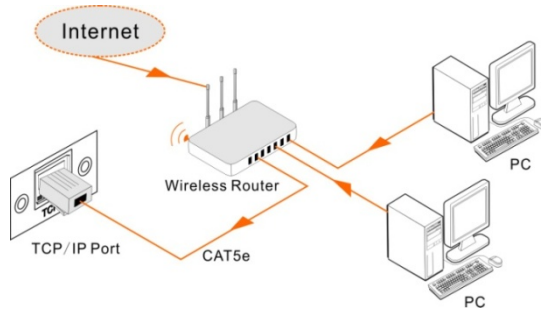 Internet
Wireless Router
PC
TCP/IP Port
CAT5e
PC